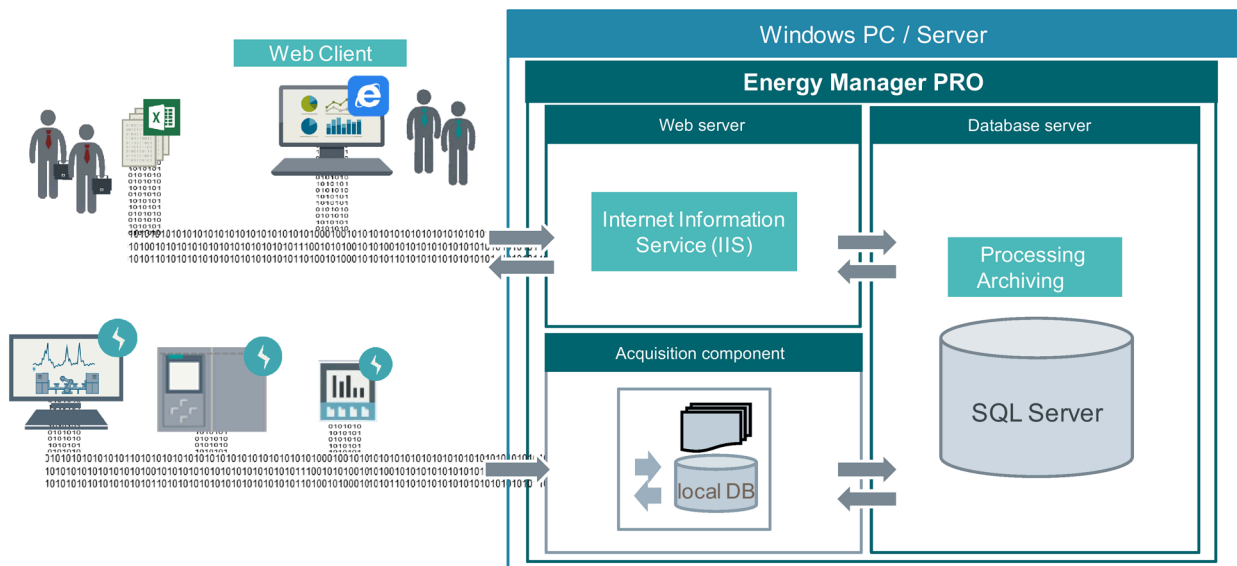 Windows PC / Server
Web Client
Energy Manager PRO
Web server
Database server
Internet Information
Service (IIS)
Processing
Archiving
Acquisition component
SQL Server
local DB